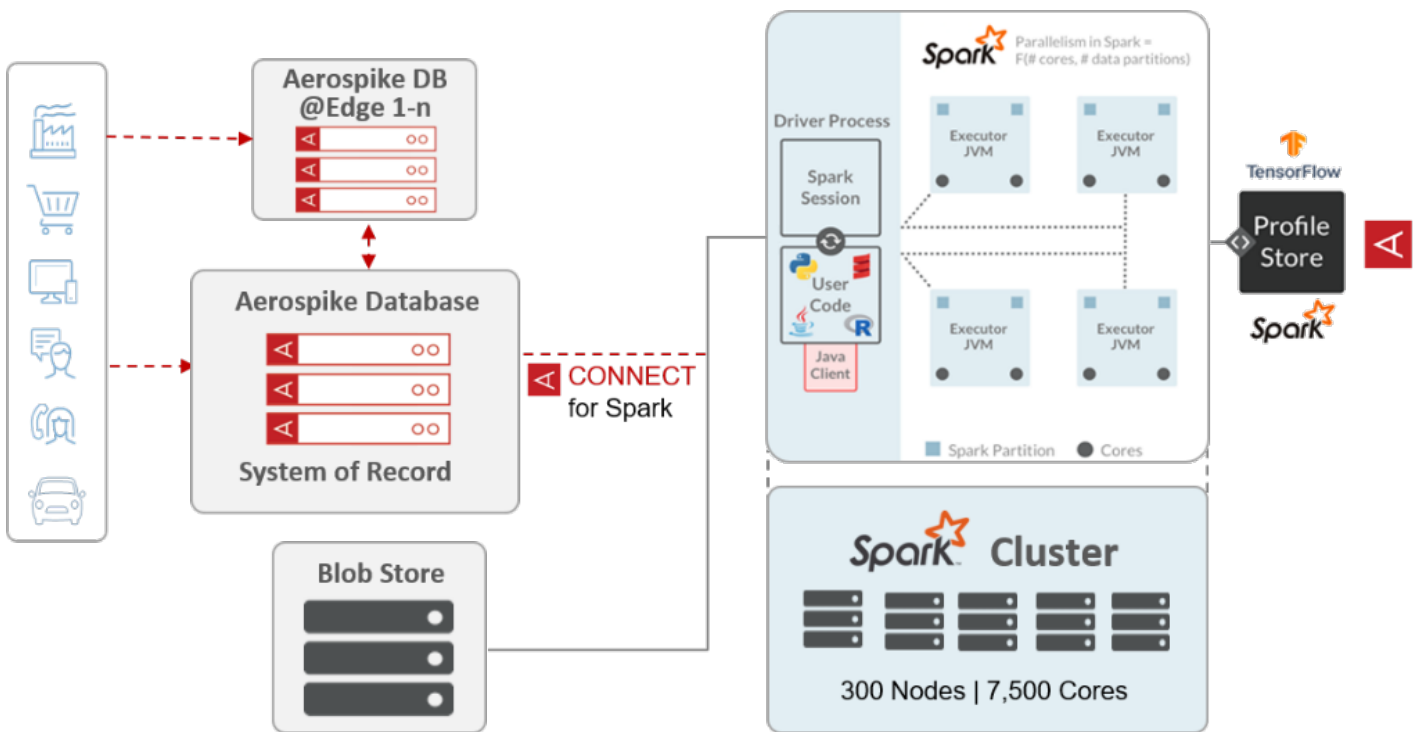 Aerospike DB
@Edge 1-n
Aerospike Database
System of Record
CONNECT
for Spark
Blob Store
Spark
Parallelism in Spark =
F(# cores, # data partitions)
Driver Process
Spark
Session
User
Code
Java
Client
Executor
JVM
Executor
JVM
Executor
JVM
Executor
JVM
Spark Partition
Cores
TensorFlow
Profile
Store
Spark
Spark Cluster
300 Nodes | 7,500 Cores